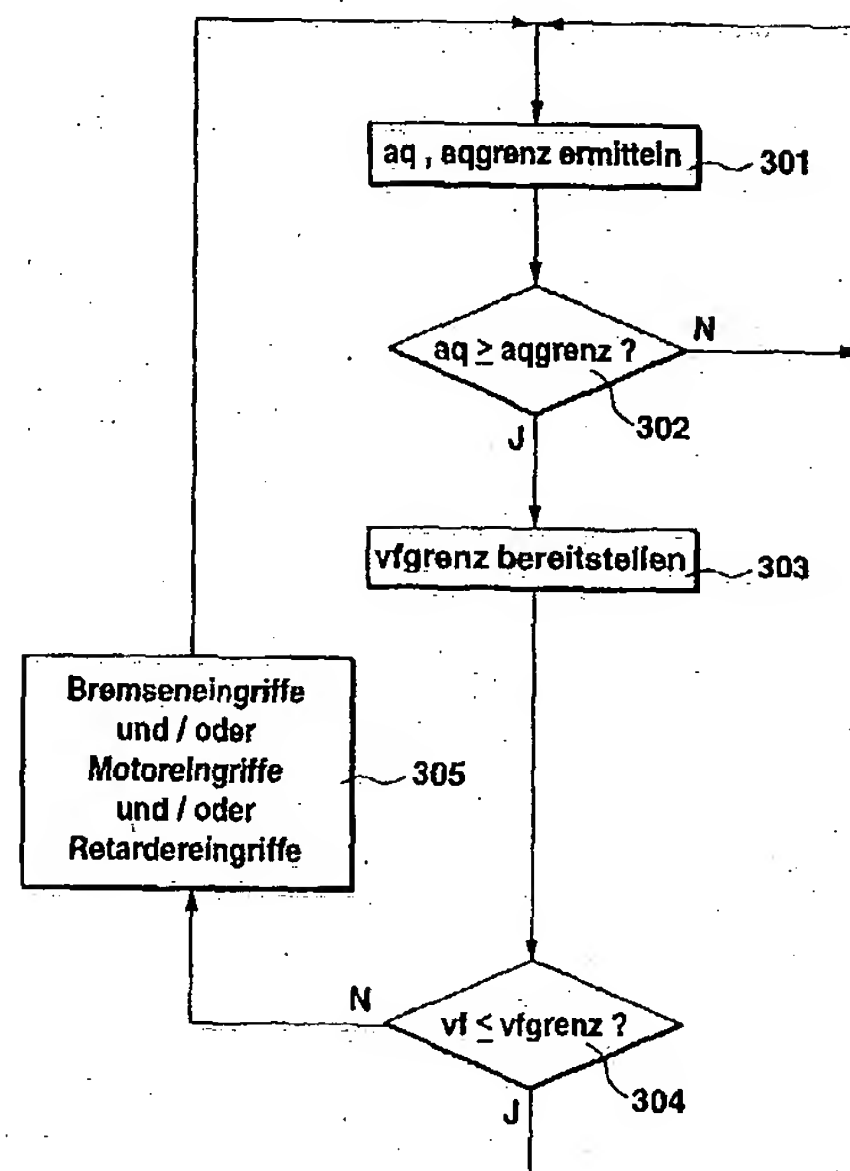 aq , aqgrenz ermitteln
301
aq ≥ aqgrenz ?
N
302
J
vfgrenz bereitstellen
303
Bremseneingriffe
und / oder
Motoreingriffe
und / oder
Retardereingriffe
305
N
vf ≤ vfgrenz ?
304
J